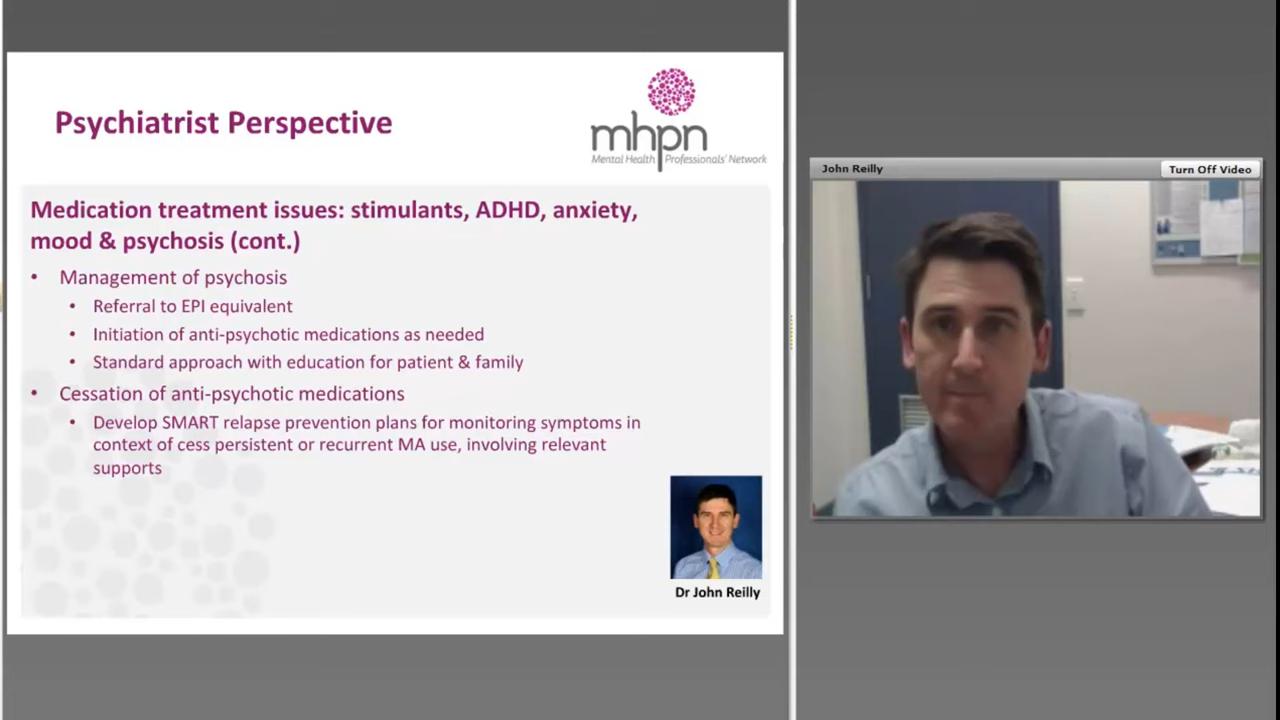 Psychiatrist Perspective
mhpn
Mental Health Professionals' Network
Medication treatment issues: stimulants, ADHD, anxiety,
mood & psychosis (cont.)
• Management of psychosis
• Referral to EPI equivalent
• Initiation of anti-psychotic medications as needed
• Standard approach with education for patient & family
• Cessation of anti-psychotic medications
• Develop SMART relapse prevention plans for monitoring symptoms in
context of cess persistent or recurrent MA use, involving relevant
supports
Dr John Reilly
John Reilly
Turn Off Video